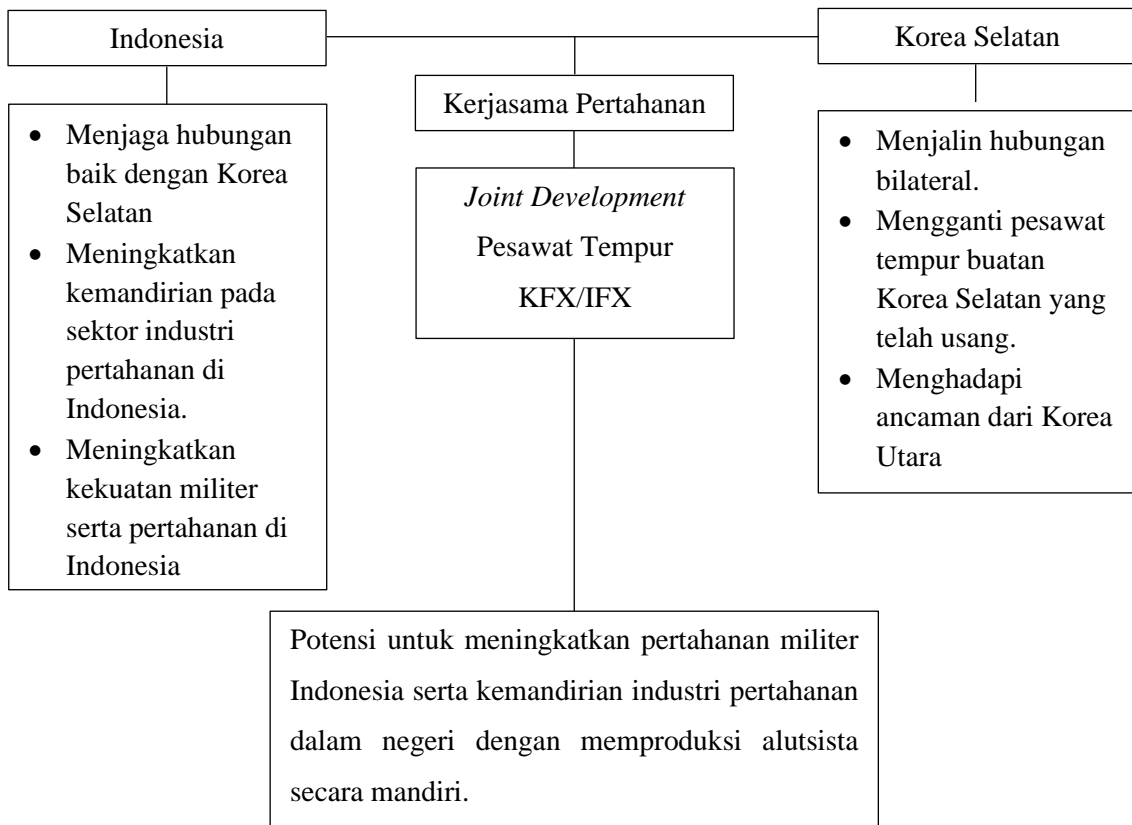 Indonesia
Korea Selatan
Kerjasama Pertahanan
• Menjaga hubungan
baik dengan Korea
Selatan
• Meningkatkan
kemandirian pada
sektor industri
pertahanan di
Indonesia.
• Meningkatkan
kekuatan militer
serta pertahanan di
Indonesia
Joint Development
Pesawat Tempur
KFX/IFX
• Menjalin hubungan
bilateral.
• Mengganti pesawat
tempur buatan
Korea Selatan yang
telah usang.
• Menghadapi
ancaman dari Korea
Utara
Potensi untuk meningkatkan pertahanan militer
Indonesia serta kemandirian industri pertahanan
dalam negeri dengan memproduksi alutsista
secara mandiri.